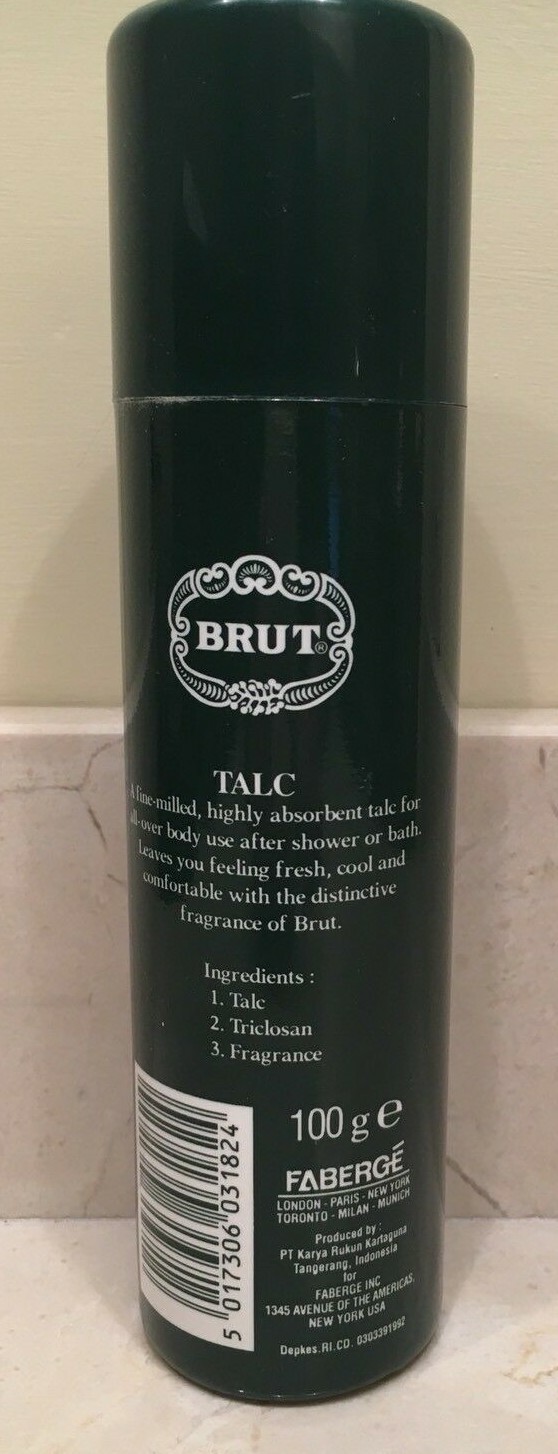 BRUT®
TALC
A fine-milled, highly absorbent talc for
all-over body use after shower or bath.
Leaves you feeling fresh, cool and
comfortable with the distinctive
fragrance of Brut.
Ingredients :
1. Talc
2. Triclosan
3. Fragrance
100 g e
FABERGÉ
LONDON - PARIS - NEW YORK
TORONTO - MILAN - MUNICH
Produced by :
PT Karya Rukun Kartaguna
Tangerang, Indonesia
for
FABERGE INC
1345 AVENUE OF THE AMERICAS,
NEW YORK USA
Depkes.RI.CD. 0303391992
5 017306 031824